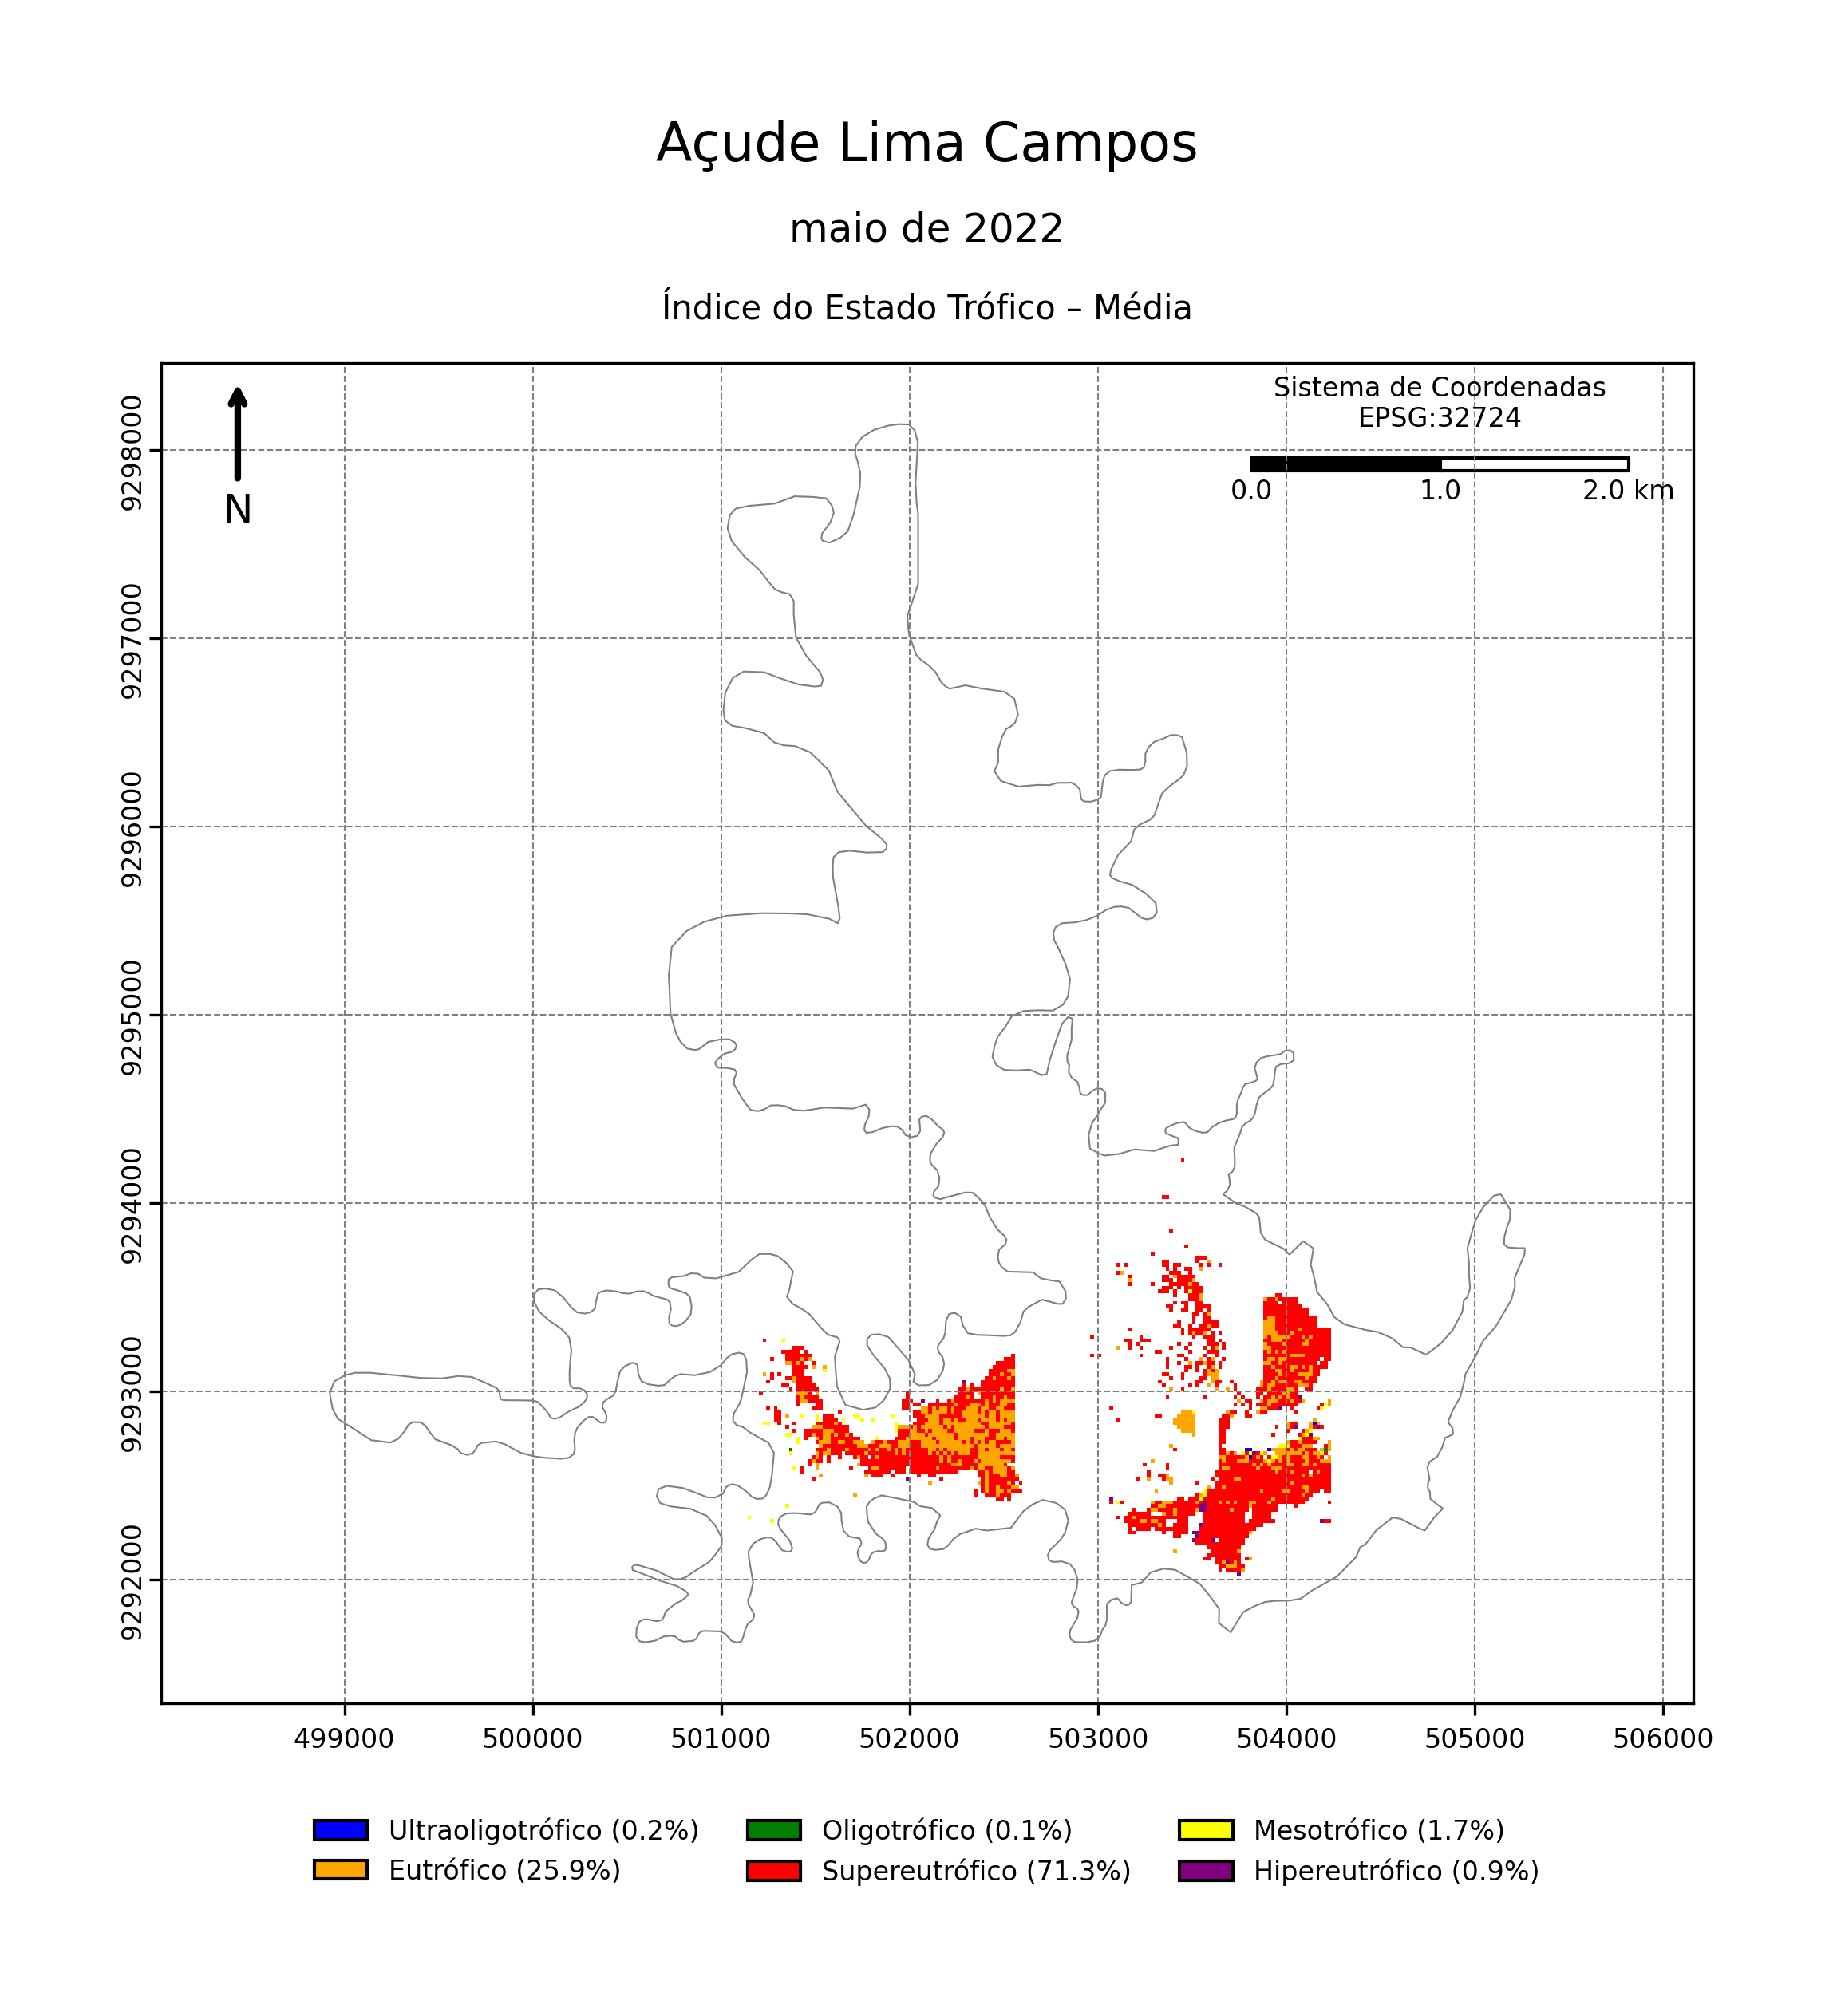 Açude Lima Campos
maio de 2022
Índice do Estado Trófico – Média
Sistema de Coordenadas
EPSG:32724
0.0 1.0 2.0 km
N
9298000
9297000
9296000
9295000
9294000
9293000
9292000
499000 500000 501000 502000 503000 504000 505000 506000
Ultraoligotrófico (0.2%) Oligotrófico (0.1%) Mesotrófico (1.7%)
Eutrófico (25.9%) Supereutrófico (71.3%) Hipereutrófico (0.9%)